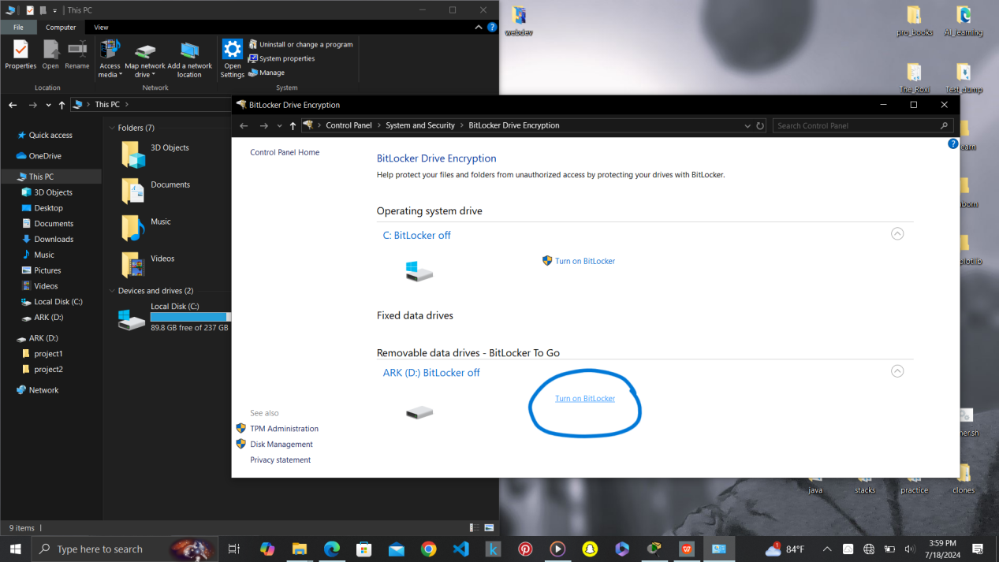 This PC
File
Computer
View
Properties
Open
Rename
Access
media
Map network
drive
Add a network
location
Open
Settings
Uninstall or change a program
System properties
Manage
Location
Network
System
This PC
Quick access
OneDrive
This PC
3D Objects
Desktop
Documents
Downloads
Music
Pictures
Videos
Local Disk (C:)
ARK (D:)
ARK (D:)
project1
project2
Network
Folders (7)
3D Objects
Documents
Music
Videos
Devices and drives (2)
Local Disk (C:)
89.8 GB free of 237 GB
9 items
webdev
pro_books
AI_learning
The_Roxi
Test_dump
BitLocker Drive Encryption
Control Panel
System and Security
BitLocker Drive Encryption
Search Control Panel
Control Panel Home
BitLocker Drive Encryption
Help protect your files and folders from unauthorized access by protecting your drives with BitLocker.
Operating system drive
C: BitLocker off
Turn on BitLocker
Fixed data drives
Removable data drives - BitLocker To Go
ARK (D:) BitLocker off
Turn on BitLocker
See also
TPM Administration
Disk Management
Privacy statement
java
stacks
practice
clones
Type here to search
1
84°F
3:59 PM
7/18/2024